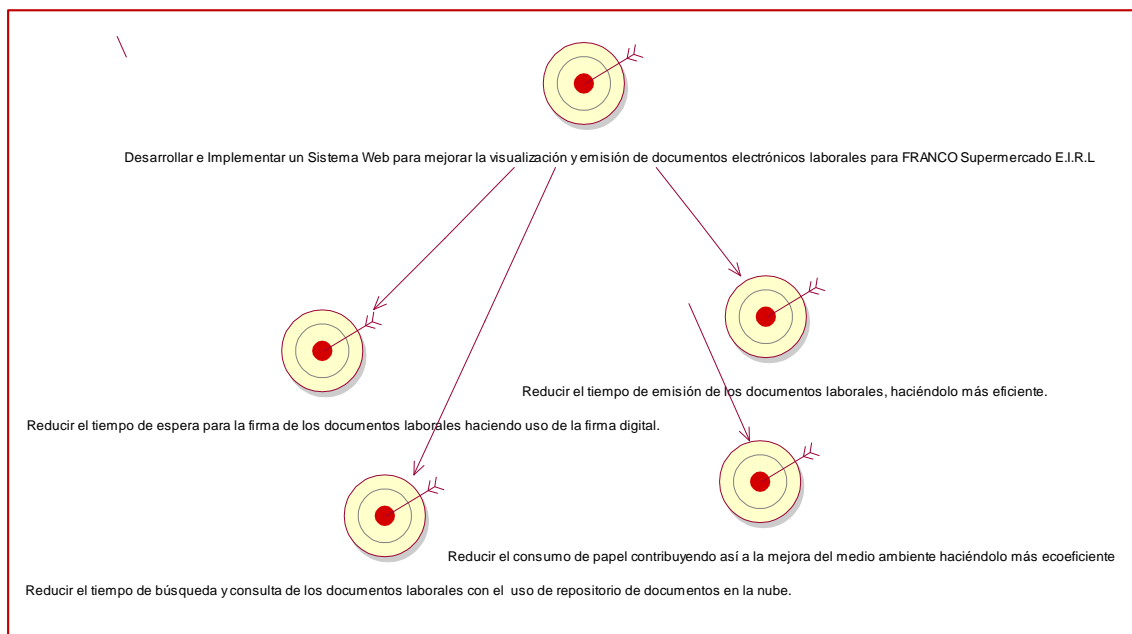 Desarrollar e Implementar un Sistema Web para mejorar la visualización y emisión de documentos electrónicos laborales para FRANCO Supermercado E.I.R.L
Reducir el tiempo de emisión de los documentos laborales, haciéndolo más eficiente.
Reducir el tiempo de espera para la firma de los documentos laborales haciendo uso de la firma digital.
Reducir el consumo de papel contribuyendo así a la mejora del medio ambiente haciéndolo más ecoeficiente
Reducir el tiempo de búsqueda y consulta de los documentos laborales con el uso de repositorio de documentos en la nube.